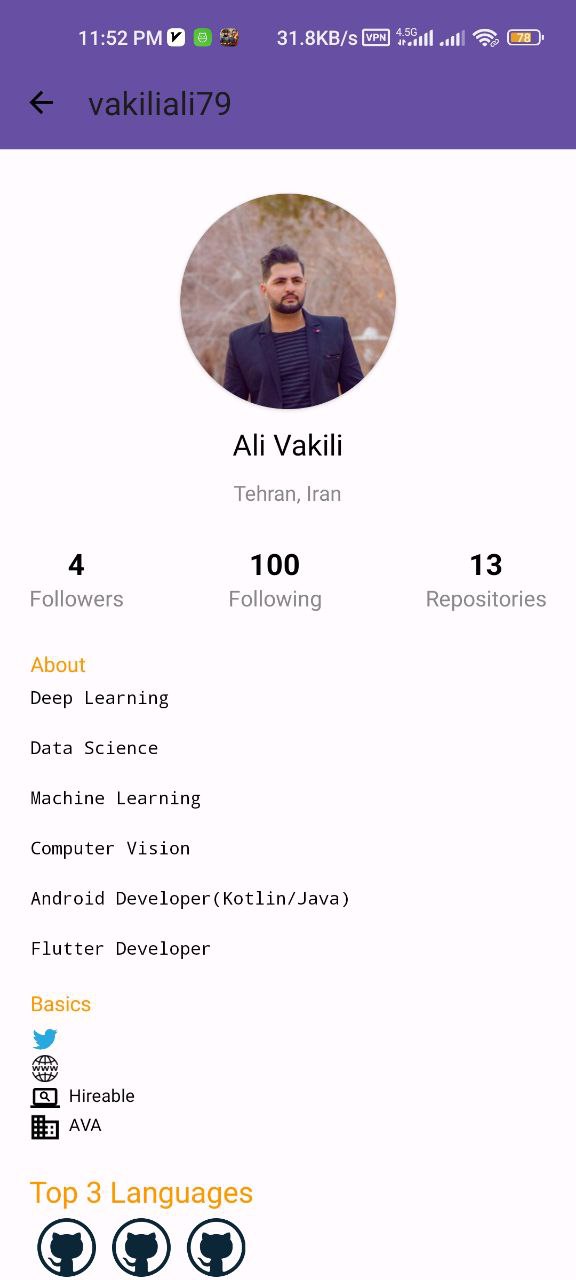 11:52 PM 31.8KB/s VPN 4.5G 78
vakiliali79
Ali Vakili
Tehran, Iran
4 100 13
Followers Following Repositories
About
Deep Learning
Data Science
Machine Learning
Computer Vision
Android Developer(Kotlin/Java)
Flutter Developer
Basics
www
Hireable
AVA
Top 3 Languages